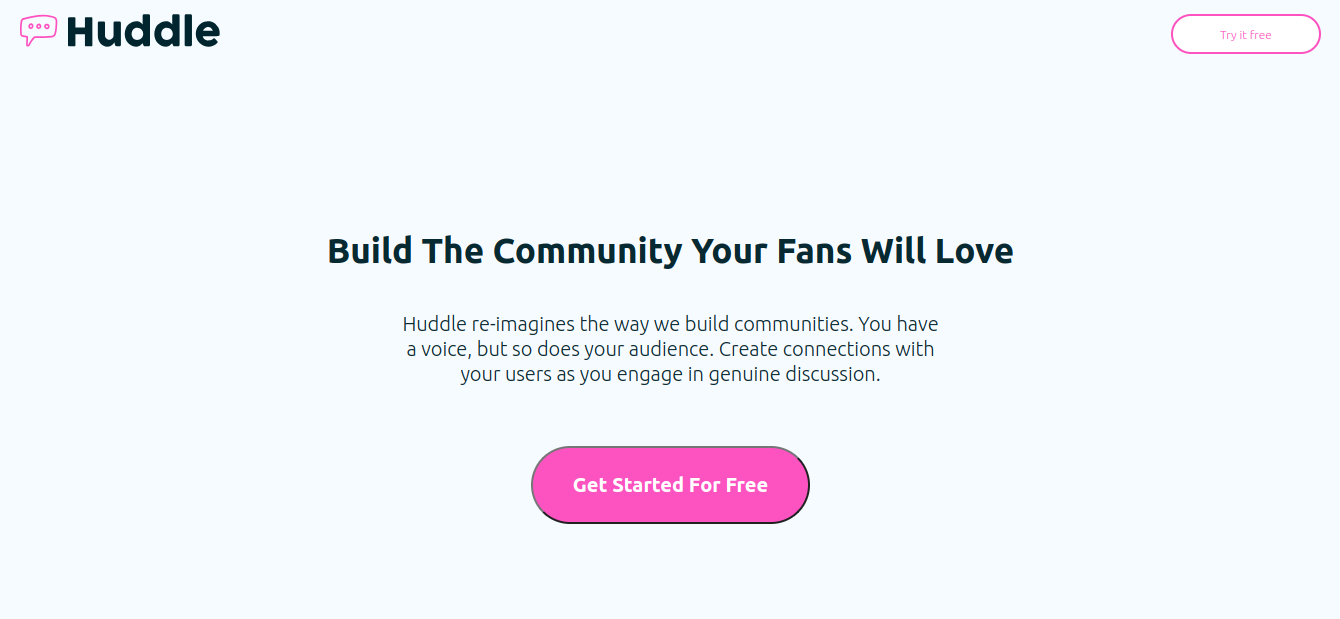 Huddle
Try it free
Build The Community Your Fans Will Love
Huddle re-imagines the way we build communities. You have
a voice, but so does your audience. Create connections with
your users as you engage in genuine discussion.
Get Started For Free